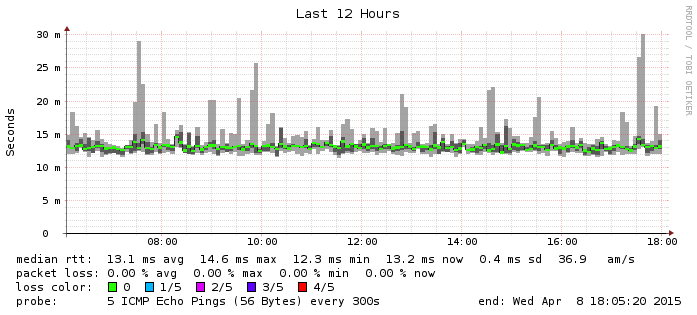 Last 12 Hours
RRDTOOL / TOBI OETIKER
Seconds
30 m
25 m
20 m
15 m
10 m
5 m
0
08:00 10:00 12:00 14:00 16:00 18:00
median rtt: 13.1 ms avg 14.6 ms max 12.3 ms min 13.2 ms now 0.4 ms sd 36.9 am/s
packet loss: 0.00 % avg 0.00 % max 0.00 % min 0.00 % now
loss color: 0 1/5 2/5 3/5 4/5
probe: 5 ICMP Echo Pings (56 Bytes) every 300s end: Wed Apr 8 18:05:20 2015